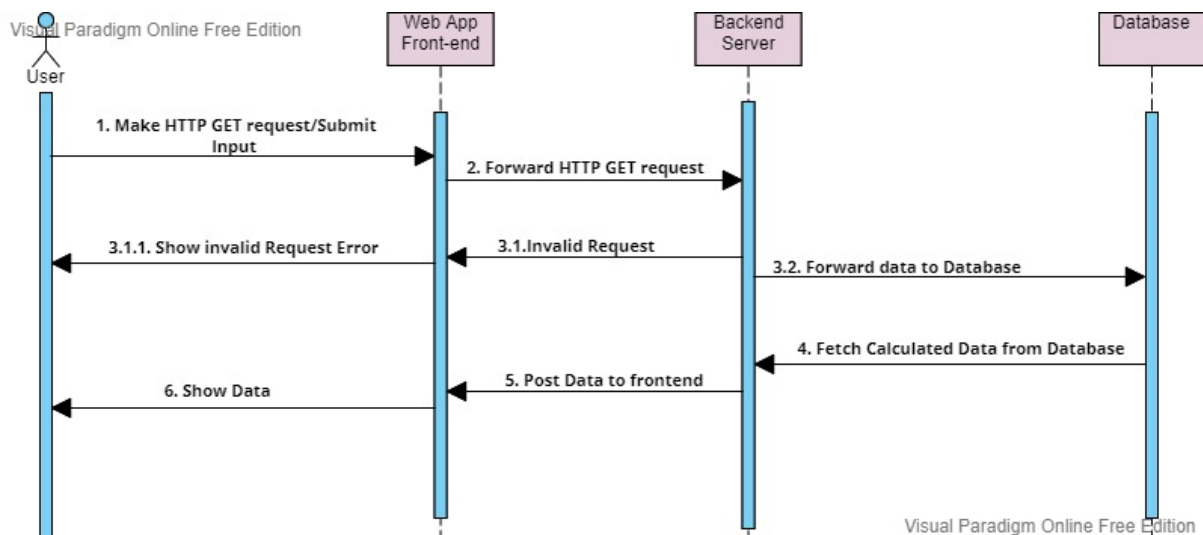 Visual Paradigm Online Free Edition
User
Web App
Front-end
Backend
Server
Database
1. Make HTTP GET request/Submit
Input
2. Forward HTTP GET request
3.1.1. Show invalid Request Error
3.1.Invalid Request
3.2. Forward data to Database
4. Fetch Calculated Data from Database
5. Post Data to frontend
6. Show Data
Visual Paradigm Online Free Edition